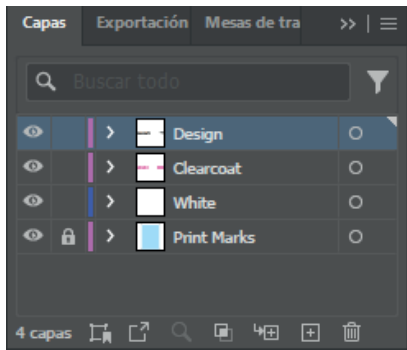 Capas Exportación Mesas de tra
Buscar todo
Design
Clearcoat
White
Print Marks
4 capas